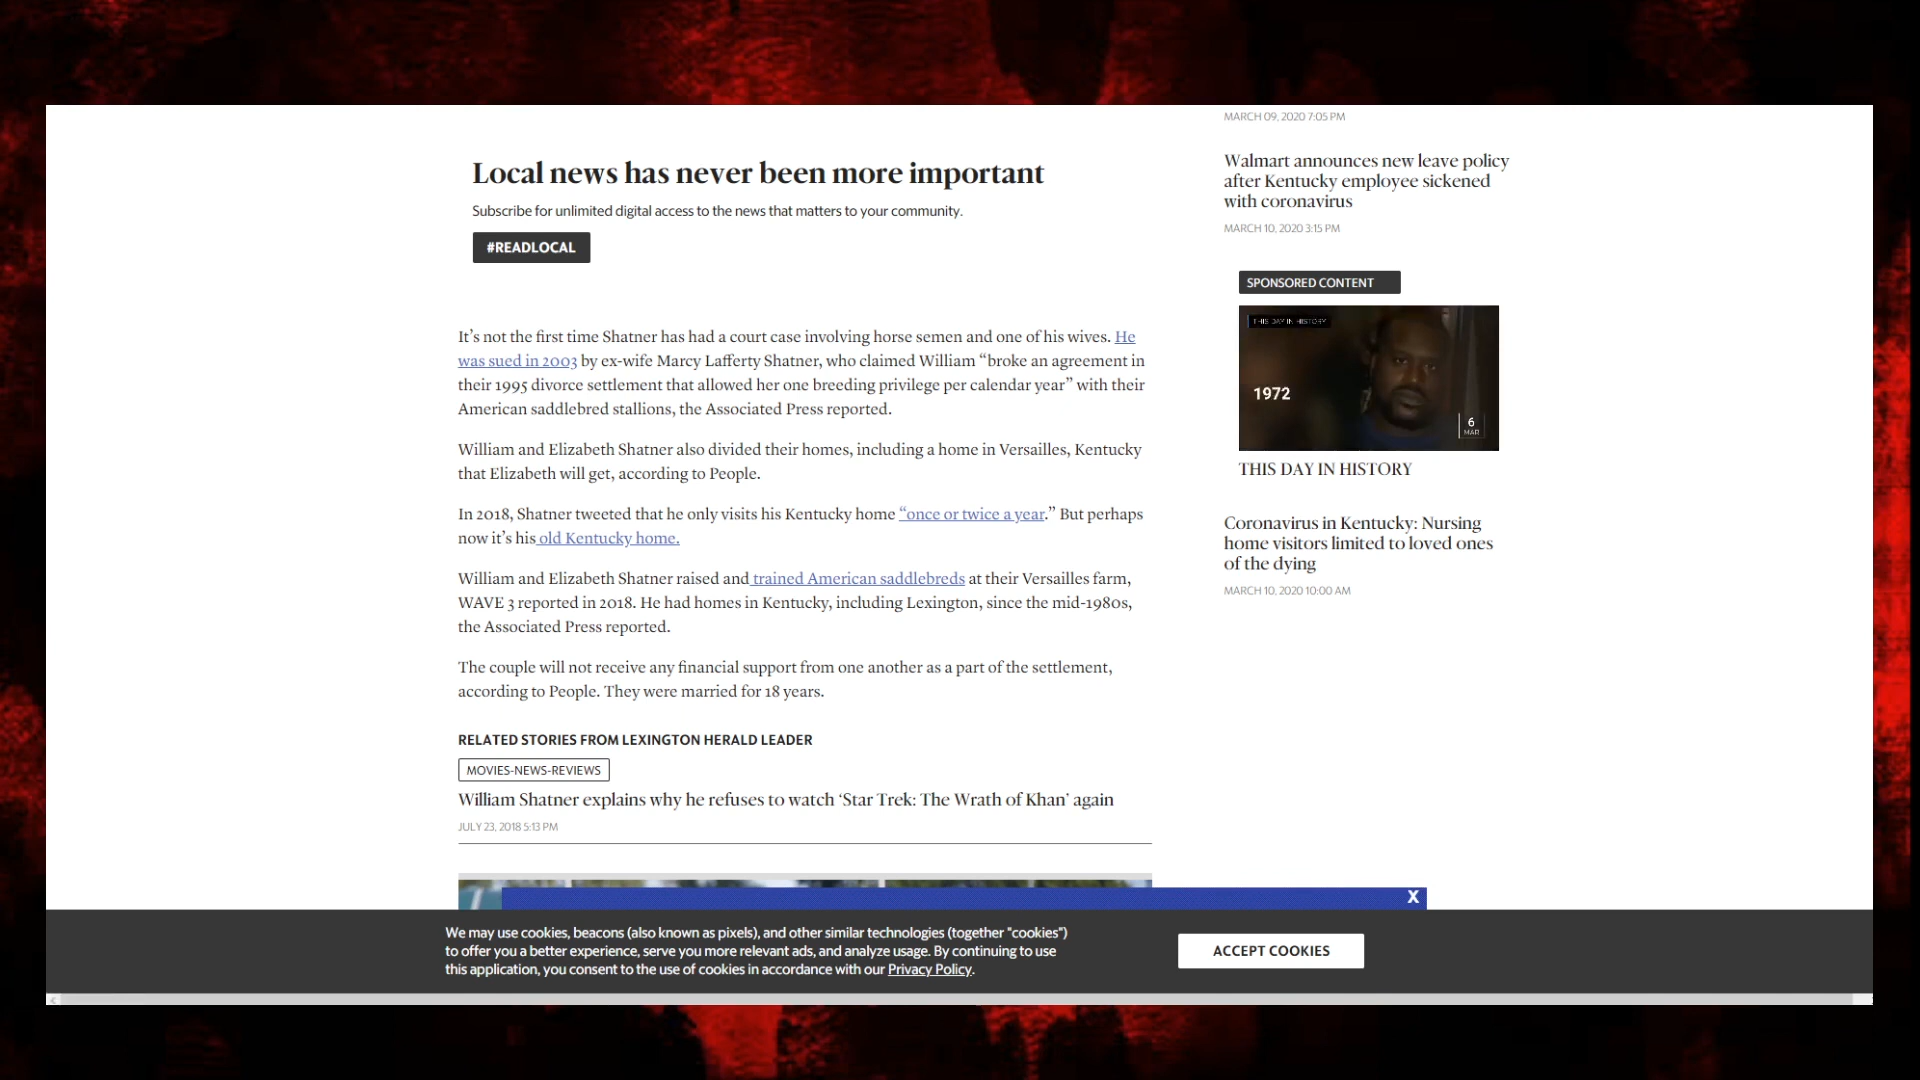 MARCH 09, 2020 7:05 PM
Local news has never been more important
Subscribe for unlimited digital access to the news that matters to your community.
#READLOCAL
It’s not the first time Shatner has had a court case involving horse semen and one of his wives. He
was sued in 2003 by ex-wife Marcy Lafferty Shatner, who claimed William “broke an agreement in
their 1995 divorce settlement that allowed her one breeding privilege per calendar year” with their
American saddlebred stallions, the Associated Press reported.
William and Elizabeth Shatner also divided their homes, including a home in Versailles, Kentucky
that Elizabeth will get, according to People.
In 2018, Shatner tweeted that he only visits his Kentucky home “once or twice a year.” But perhaps
now it’s his old Kentucky home.
William and Elizabeth Shatner raised and trained American saddlebreds at their Versailles farm,
WAVE 3 reported in 2018. He had homes in Kentucky, including Lexington, since the mid-1980s,
the Associated Press reported.
The couple will not receive any financial support from one another as a part of the settlement,
according to People. They were married for 18 years.
RELATED STORIES FROM LEXINGTON HERALD LEADER
MOVIES-NEWS-REVIEWS
William Shatner explains why he refuses to watch ‘Star Trek: The Wrath of Khan’ again
JULY 23, 2018 5:13 PM
Walmart announces new leave policy
after Kentucky employee sickened
with coronavirus
MARCH 10, 2020 3:15 PM
SPONSORED CONTENT
THIS DAY IN HISTORY
1972
6
MAR
THIS DAY IN HISTORY
Coronavirus in Kentucky: Nursing
home visitors limited to loved ones
of the dying
MARCH 10, 2020 10:00 AM
X
We may use cookies, beacons (also known as pixels), and other similar technologies (together "cookies")
to offer you a better experience, serve you more relevant ads, and analyze usage. By continuing to use
this application, you consent to the use of cookies in accordance with our Privacy Policy.
ACCEPT COOKIES